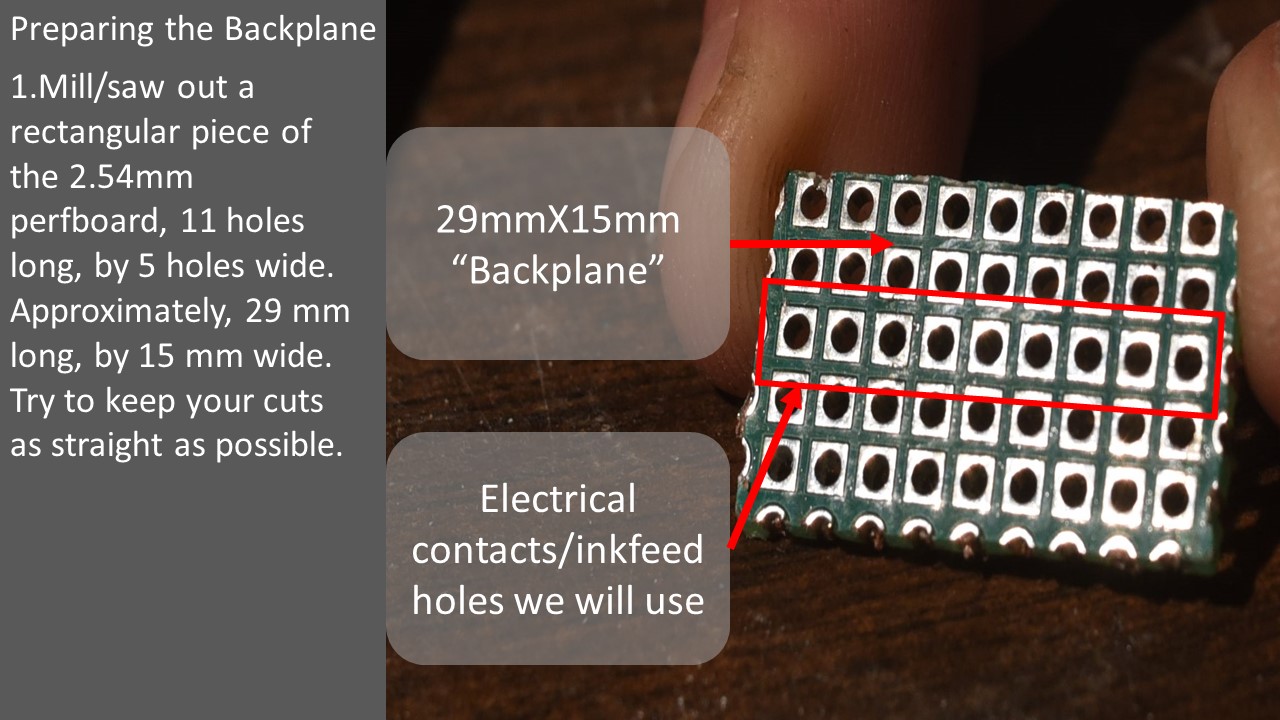 Preparing the Backplane
1.Mill/saw out a
rectangular piece of
the 2.54mm
perfboard, 11 holes
long, by 5 holes wide.
Approximately, 29 mm
long, by 15 mm wide.
Try to keep your cuts
as straight as possible.
29mmX15mm
“Backplane”
Electrical
contacts/inkfeed
holes we will use